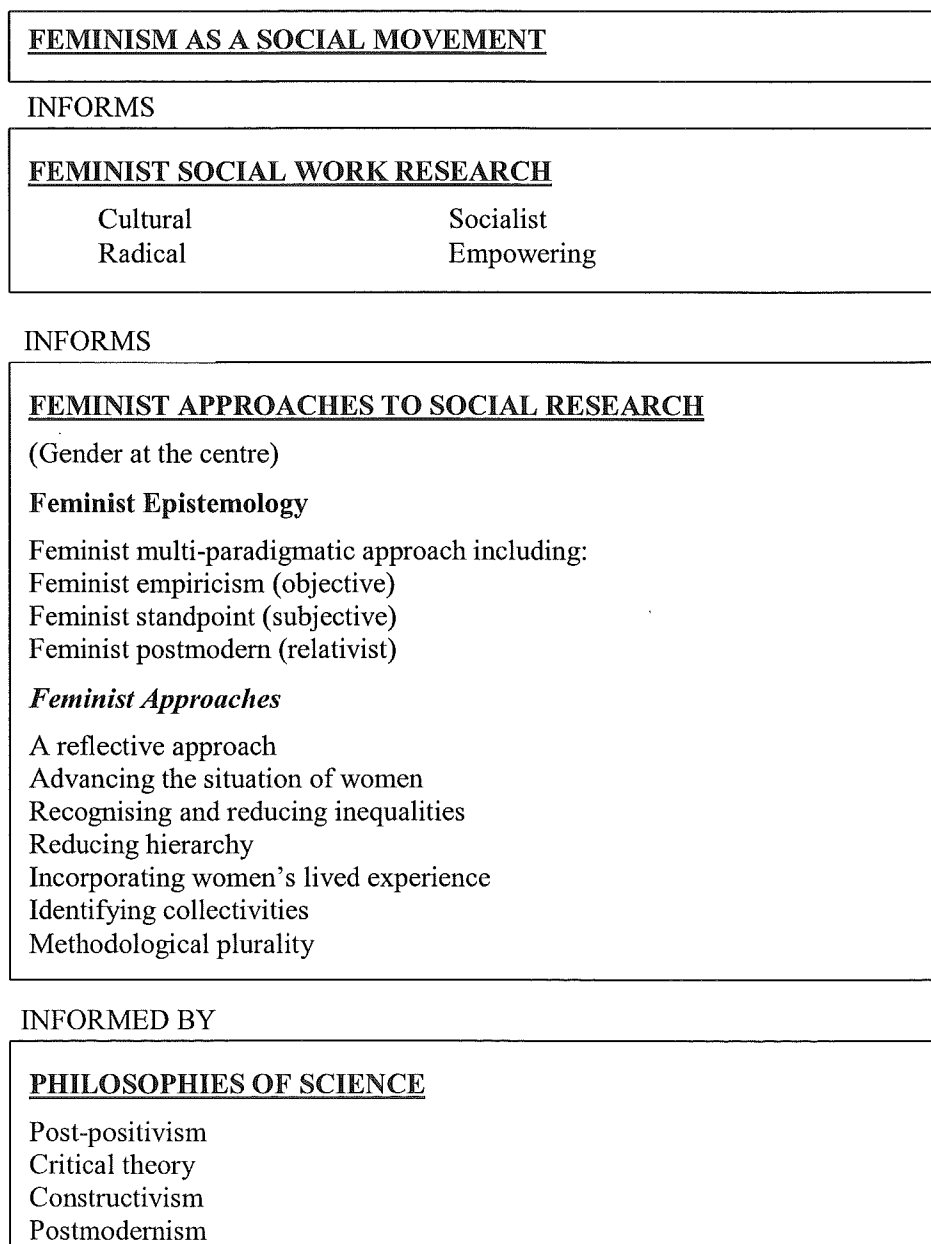 FEMINISM AS A SOCIAL MOVEMENT
INFORMS
FEMINIST SOCIAL WORK RESEARCH
Cultural Socialist
Radical Empowering
INFORMS
FEMINIST APPROACHES TO SOCIAL RESEARCH
(Gender at the centre)
Feminist Epistemology
Feminist multi-paradigmatic approach including:
Feminist empiricism (objective)
Feminist standpoint (subjective)
Feminist postmodern (relativist)
Feminist Approaches
A reflective approach
Advancing the situation of women
Recognising and reducing inequalities
Reducing hierarchy
Incorporating women's lived experience
Identifying collectivities
Methodological plurality
INFORMED BY
PHILOSOPHIES OF SCIENCE
Post-positivism
Critical theory
Constructivism
Postmodernism